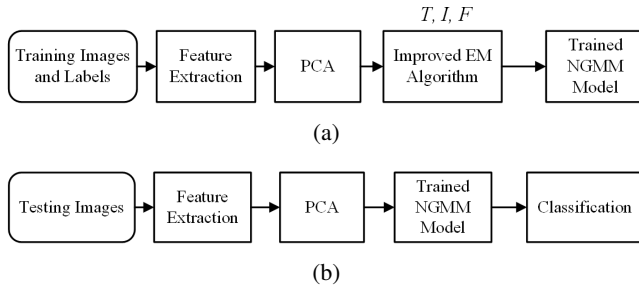 T, I, F
Training Images
and Labels
Feature
Extraction
PCA
Improved EM
Algorithm
Trained
NGMM
Model
(a)
Testing Images
Feature
Extraction
PCA
Trained
NGMM
Model
Classification
(b)